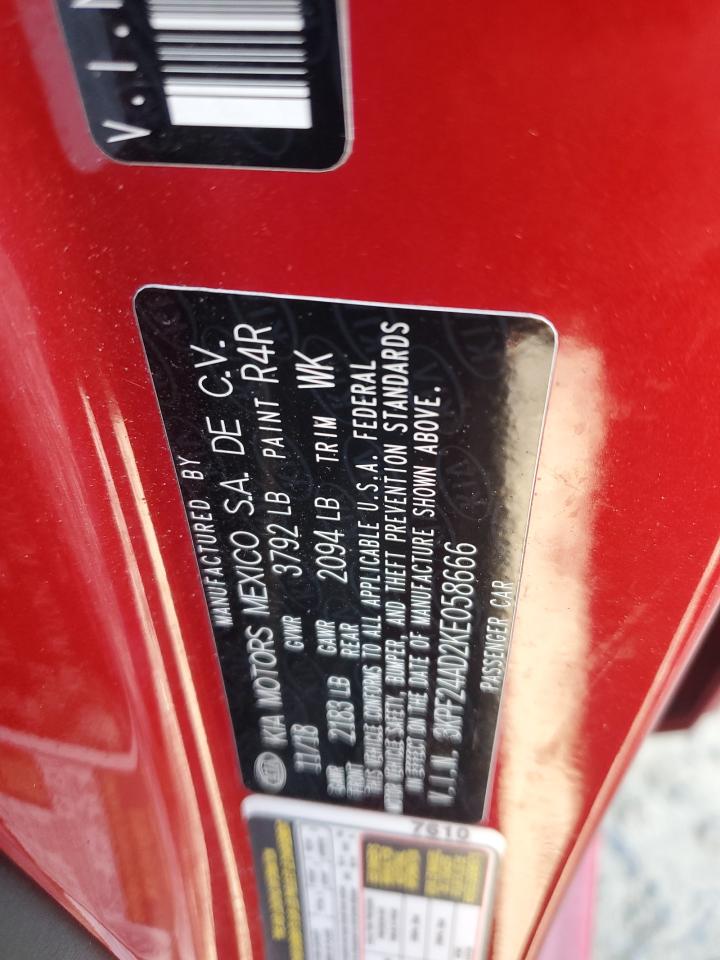 V.I.N
MANUFACTURED BY
KIA KIA MOTORS MEXICO S.A. DE C.V.
11/18 GVWR 3792 LB PAINT R4R
GAWR FRONT 2183 LB GAWR REAR 2094 LB TRIM WK
THIS VEHICLE CONFORMS TO ALL APPLICABLE U.S.A. FEDERAL
MOTOR VEHICLE SAFETY, BUMPER, AND THEFT PREVENTION STANDARDS
IN EFFECT ON THE DATE OF MANUFACTURE SHOWN ABOVE.
V.I.N. 3KPF24AD2KE058666
PASSENGER CAR
7610